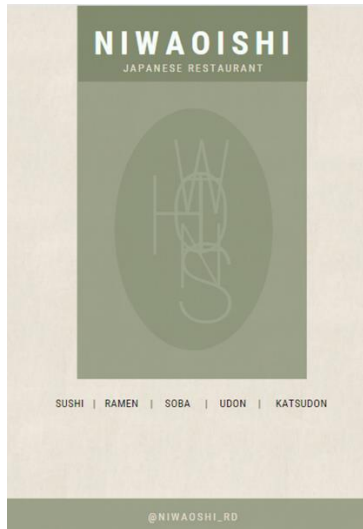 NIWAOISHI
JAPANESE RESTAURANT
SUSHI | RAMEN | SOBA | UDON | KATSUDON
@NIWAOSHI_RD